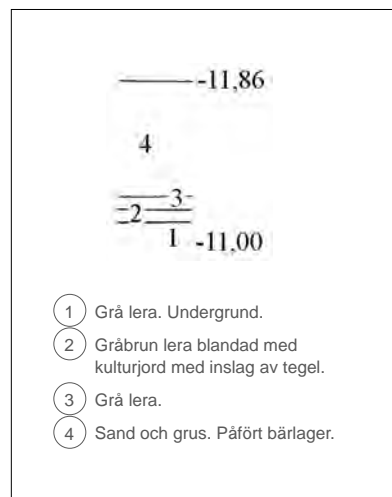 -11,86
4
3
2
1 -11,00
1 Grå lera. Undergrund.
2 Gråbrun lera blandad med
kulturjord med inslag av tegel.
3 Grå lera.
4 Sand och grus. Påfört bärlager.